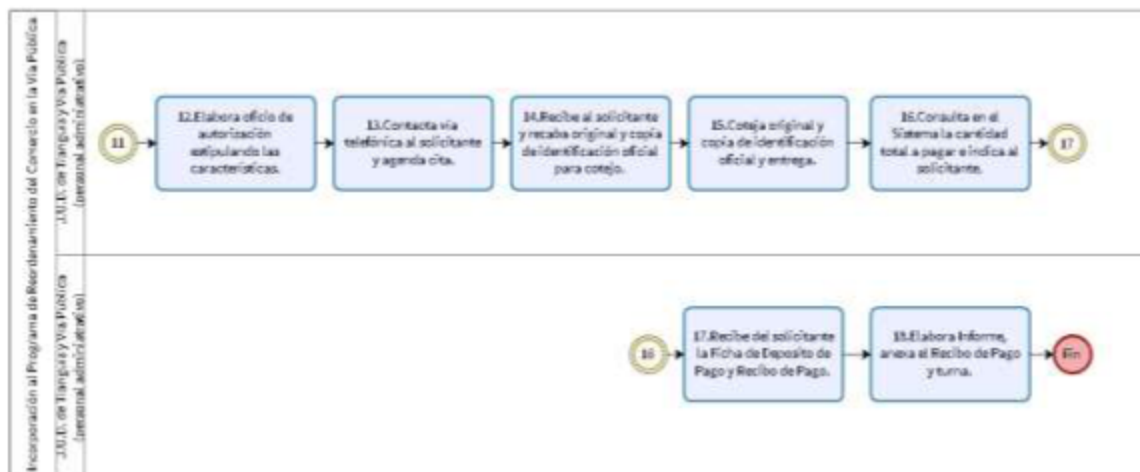 Incorporación al Programa de Reordenamiento del Comercio en la Vía Pública
J.U.D. de Tianguis y Vía Pública
(personal administrativo).
11
12.Elabora oficio de
autorización
estipulando las
características.
13.Contacta vía
telefónica al solicitante
y agenda cita.
14.Recibe al solicitante
y recaba original y copia
de identificación oficial
para cotejo.
15.Coteja original y
copia de identificación
oficial y entrega.
16.Consulta en el
Sistema la cantidad
total a pagar e indica al
solicitante.
17
J.U.D. de Tianguis y Vía Pública
(personal administrativo).
16
17.Recibe del solicitante
la Ficha de Deposito de
Pago y Recibo de Pago.
18.Elabora Informe,
anexa el Recibo de Pago
y turna.
Fin